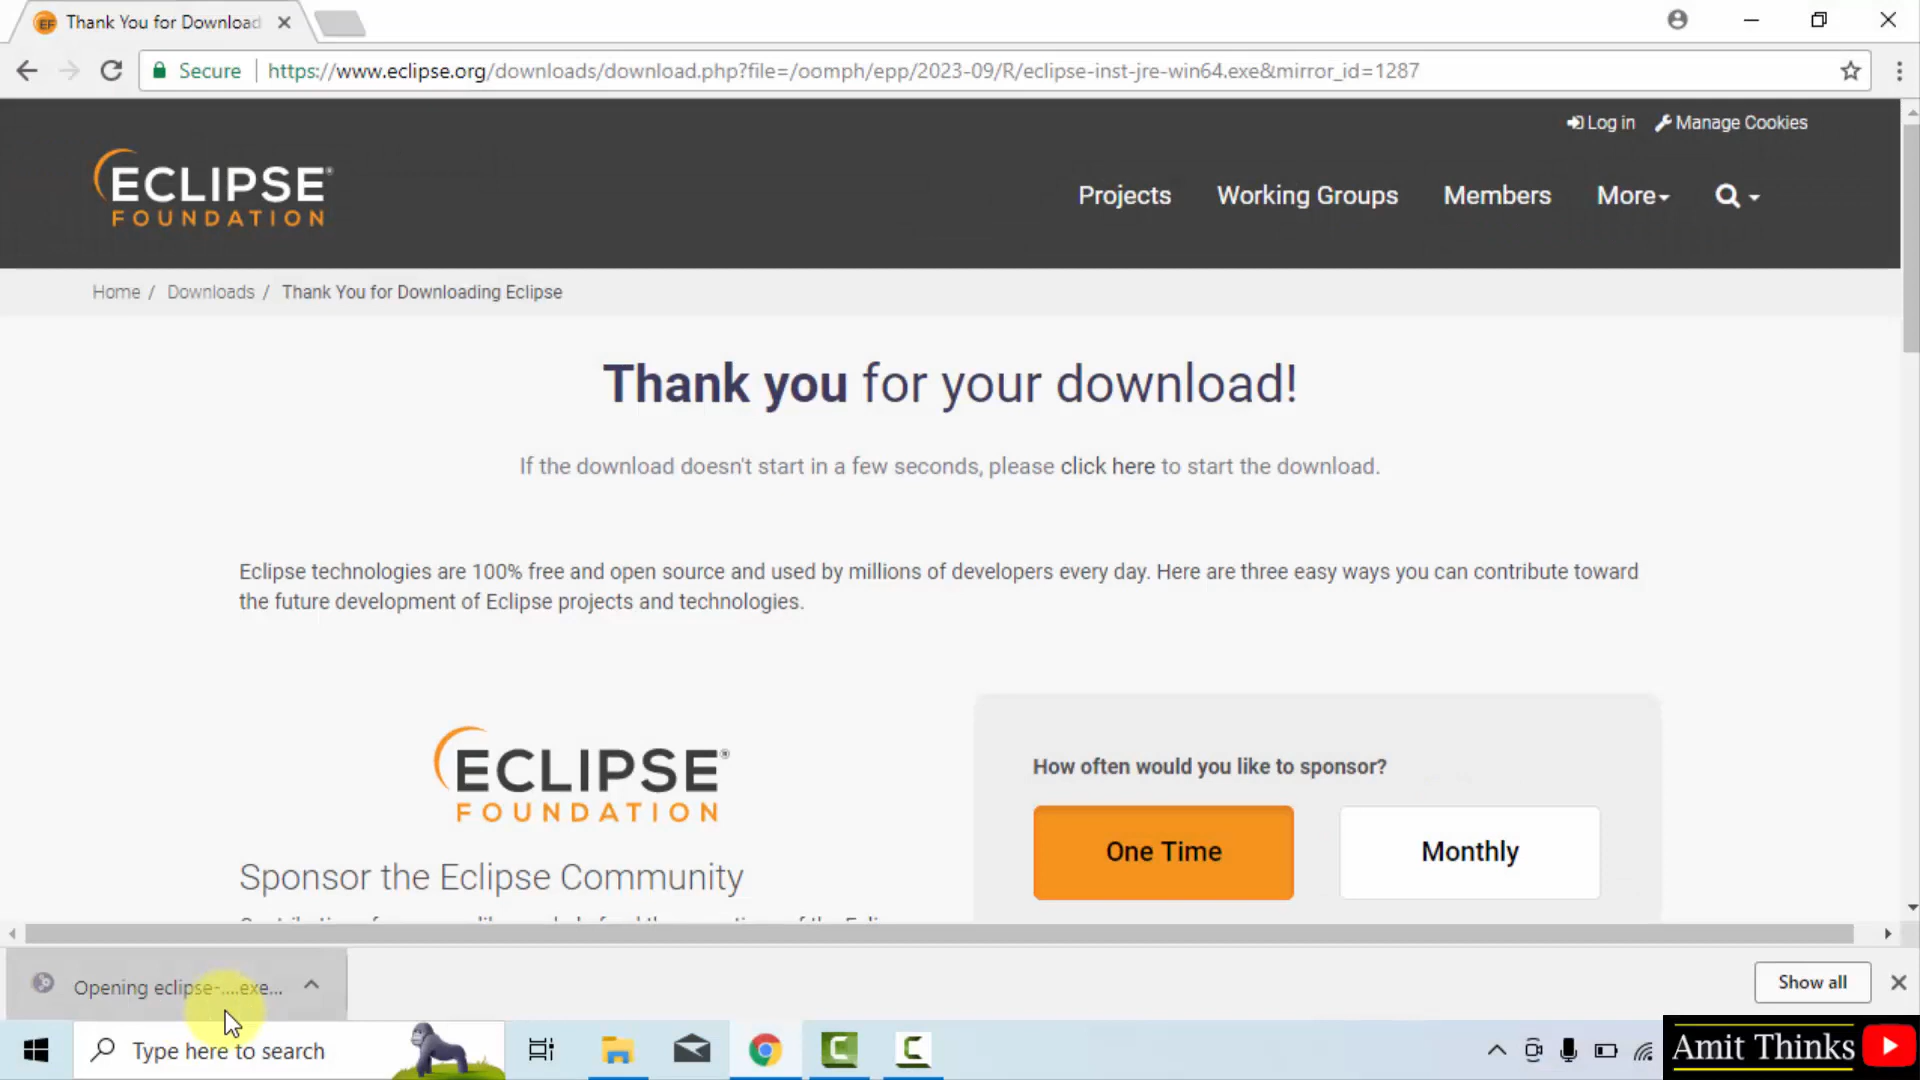 Thank You for Download
Secure
https://www.eclipse.org/downloads/download.php?file=/oomph/epp/2023-09/R/eclipse-inst-jre-win64.exe&mirror_id=1287
Log in
Manage Cookies
ECLIPSE®
FOUNDATION
Projects
Working Groups
Members
More
Home / Downloads / Thank You for Downloading Eclipse
Thank you for your download!
If the download doesn't start in a few seconds, please click here to start the download.
Eclipse technologies are 100% free and open source and used by millions of developers every day. Here are three easy ways you can contribute toward
the future development of Eclipse projects and technologies.
ECLIPSE®
FOUNDATION
How often would you like to sponsor?
One Time
Monthly
Sponsor the Eclipse Community
Opening eclipse-....exe...
Show all
Type here to search
Amit Thinks